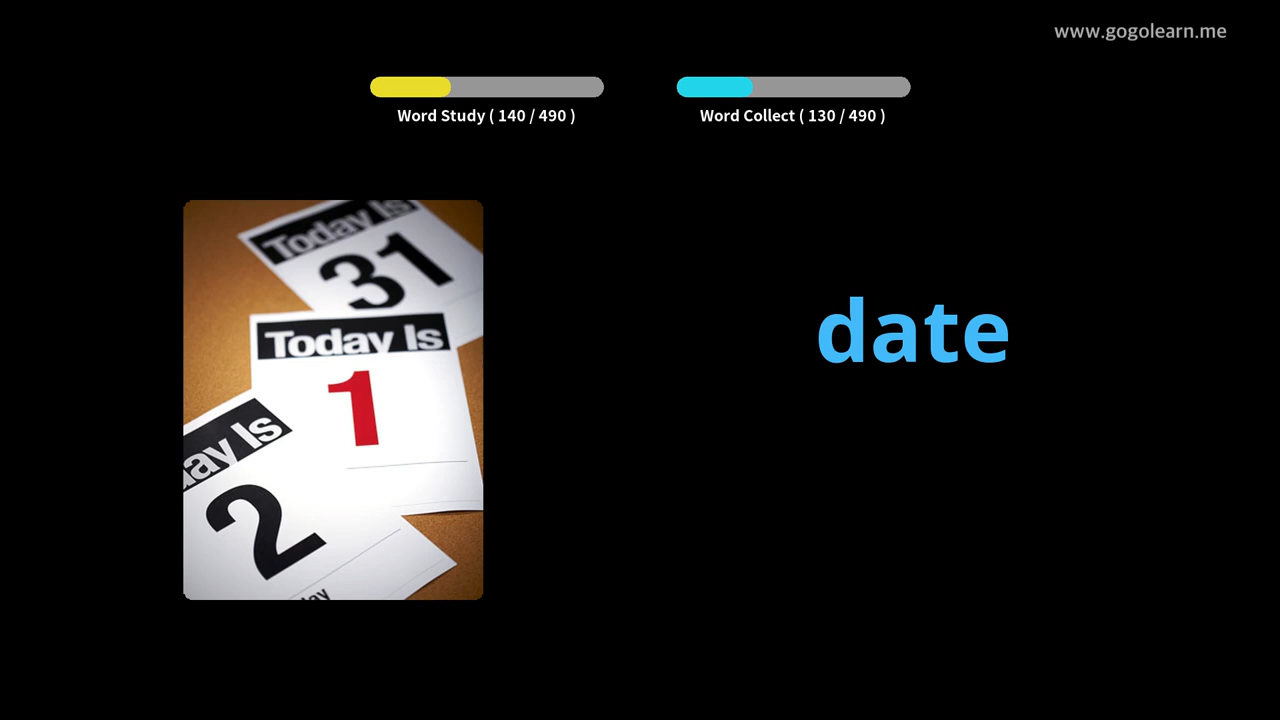 www.gogolearn.me
Word Study ( 140 / 490 )
Word Collect ( 130 / 490 )
Today Is
31
Today Is
1
day Is
2
date